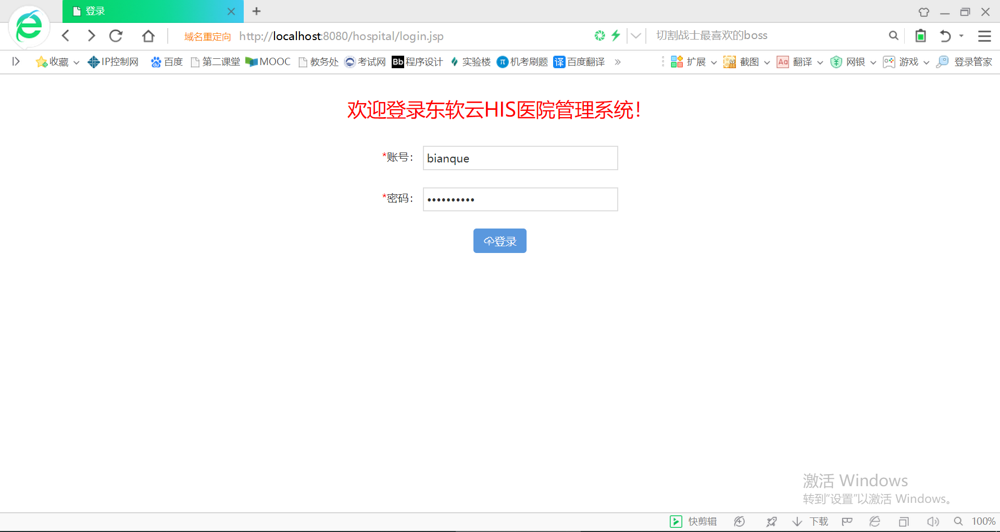 登录
域名重定向 http://localhost:8080/hospital/login.jsp 切割战士最喜欢的boss
收藏 IP控制网 百度 第二课堂 MOOC 教务处 考试网 Bb 程序设计 实验楼 π 机考刷题 译 百度翻译 » 扩展 截图 Aa 翻译 网银 游戏 登录管家
欢迎登录东软云HIS医院管理系统!
*账号: bianque
*密码: ••••••••••
登录
激活 Windows
转到“设置”以激活 Windows。
快剪辑 下载 100%